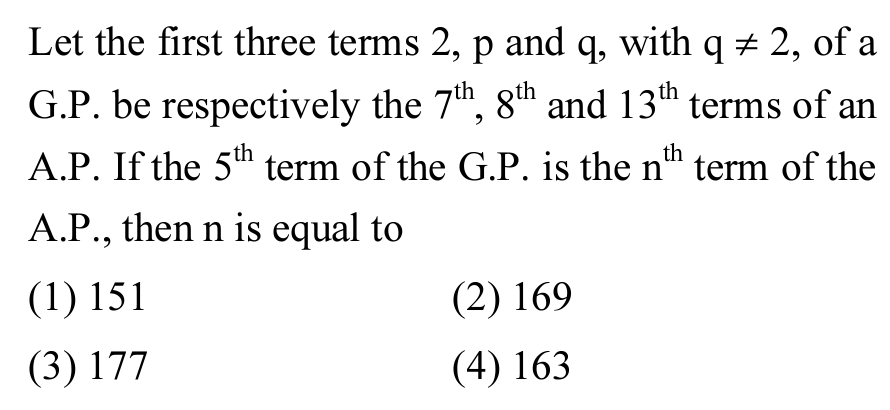 Let the first three terms 2, p and q, with q ≠ 2, of a
G.P. be respectively the 7th, 8th and 13th terms of an
A.P. If the 5th term of the G.P. is the nth term of the
A.P., then n is equal to
(1) 151 (2) 169
(3) 177 (4) 163